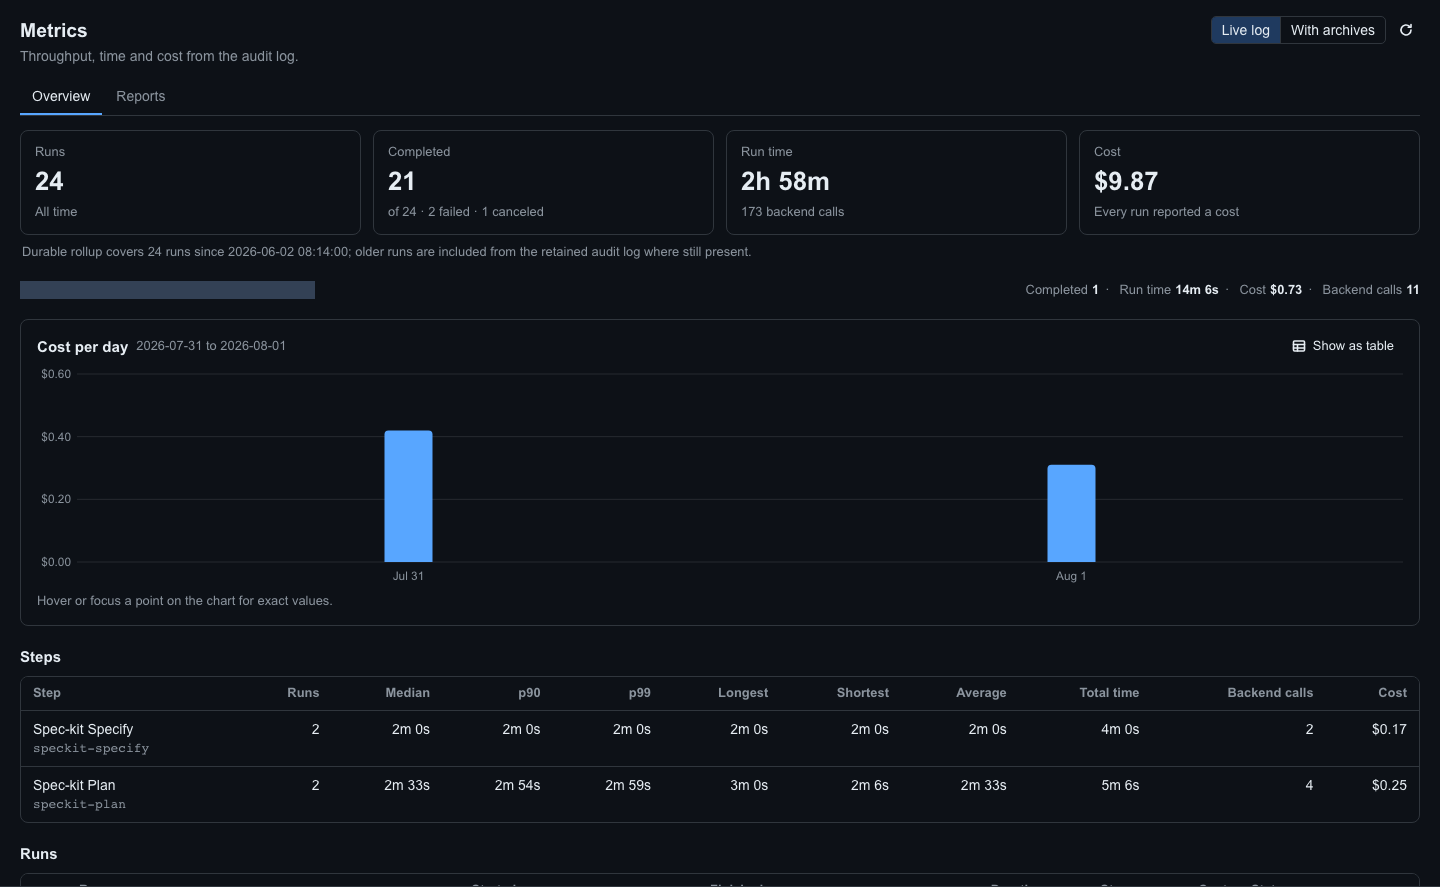 Metrics
Live log With archives
Throughput, time and cost from the audit log.
Overview Reports
Runs Completed Run time Cost
24 21 2h 58m $9.87
All time of 24 · 2 failed · 1 canceled 173 backend calls Every run reported a cost
Durable rollup covers 24 runs since 2026-06-02 08:14:00; older runs are included from the retained audit log where still present.
Completed 1 · Run time 14m 6s · Cost $0.73 · Backend calls 11
Cost per day 2026-07-31 to 2026-08-01 Show as table
$0.60
$0.40
$0.20
$0.00
Jul 31 Aug 1
Hover or focus a point on the chart for exact values.
Steps
Step Runs Median p90 p99 Longest Shortest Average Total time Backend calls Cost
Spec-kit Specify 2 2m 0s 2m 0s 2m 0s 2m 0s 2m 0s 2m 0s 4m 0s 2 $0.17
speckit-specify
Spec-kit Plan 2 2m 33s 2m 54s 2m 59s 3m 0s 2m 6s 2m 33s 5m 6s 4 $0.25
speckit-plan
Runs